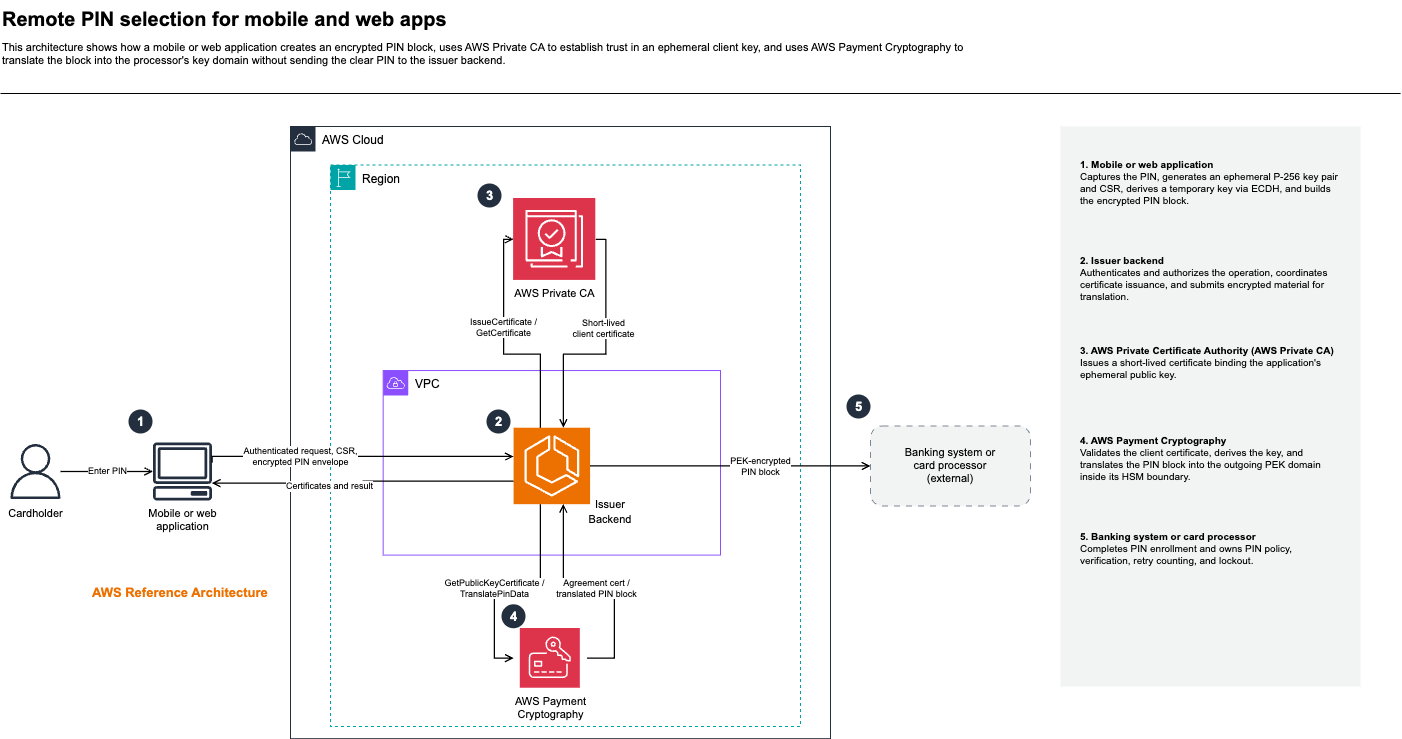 Remote PIN selection for mobile and web apps
This architecture shows how a mobile or web application creates an encrypted PIN block, uses AWS Private CA to establish trust in an ephemeral client key, and uses AWS Payment Cryptography to
translate the block into the processor's key domain without sending the clear PIN to the issuer backend.
AWS Cloud
Region
3
AWS Private CA
IssueCertificate /
GetCertificate
Short-lived
client certificate
VPC
1
2
5
Cardholder
Enter PIN
Mobile or web
application
Authenticated request, CSR,
encrypted PIN envelope
Certificates and result
Issuer
Backend
PEK-encrypted
PIN block
Banking system or
card processor
(external)
GetPublicKeyCertificate /
TranslatePinData
Agreement cert /
translated PIN block
4
AWS Payment
Cryptography
AWS Reference Architecture
1. Mobile or web application
Captures the PIN, generates an ephemeral P-256 key pair
and CSR, derives a temporary key via ECDH, and builds
the encrypted PIN block.
2. Issuer backend
Authenticates and authorizes the operation, coordinates
certificate issuance, and submits encrypted material for
translation.
3. AWS Private Certificate Authority (AWS Private CA)
Issues a short-lived certificate binding the application's
ephemeral public key.
4. AWS Payment Cryptography
Validates the client certificate, derives the key, and
translates the PIN block into the outgoing PEK domain
inside its HSM boundary.
5. Banking system or card processor
Completes PIN enrollment and owns PIN policy,
verification, retry counting, and lockout.